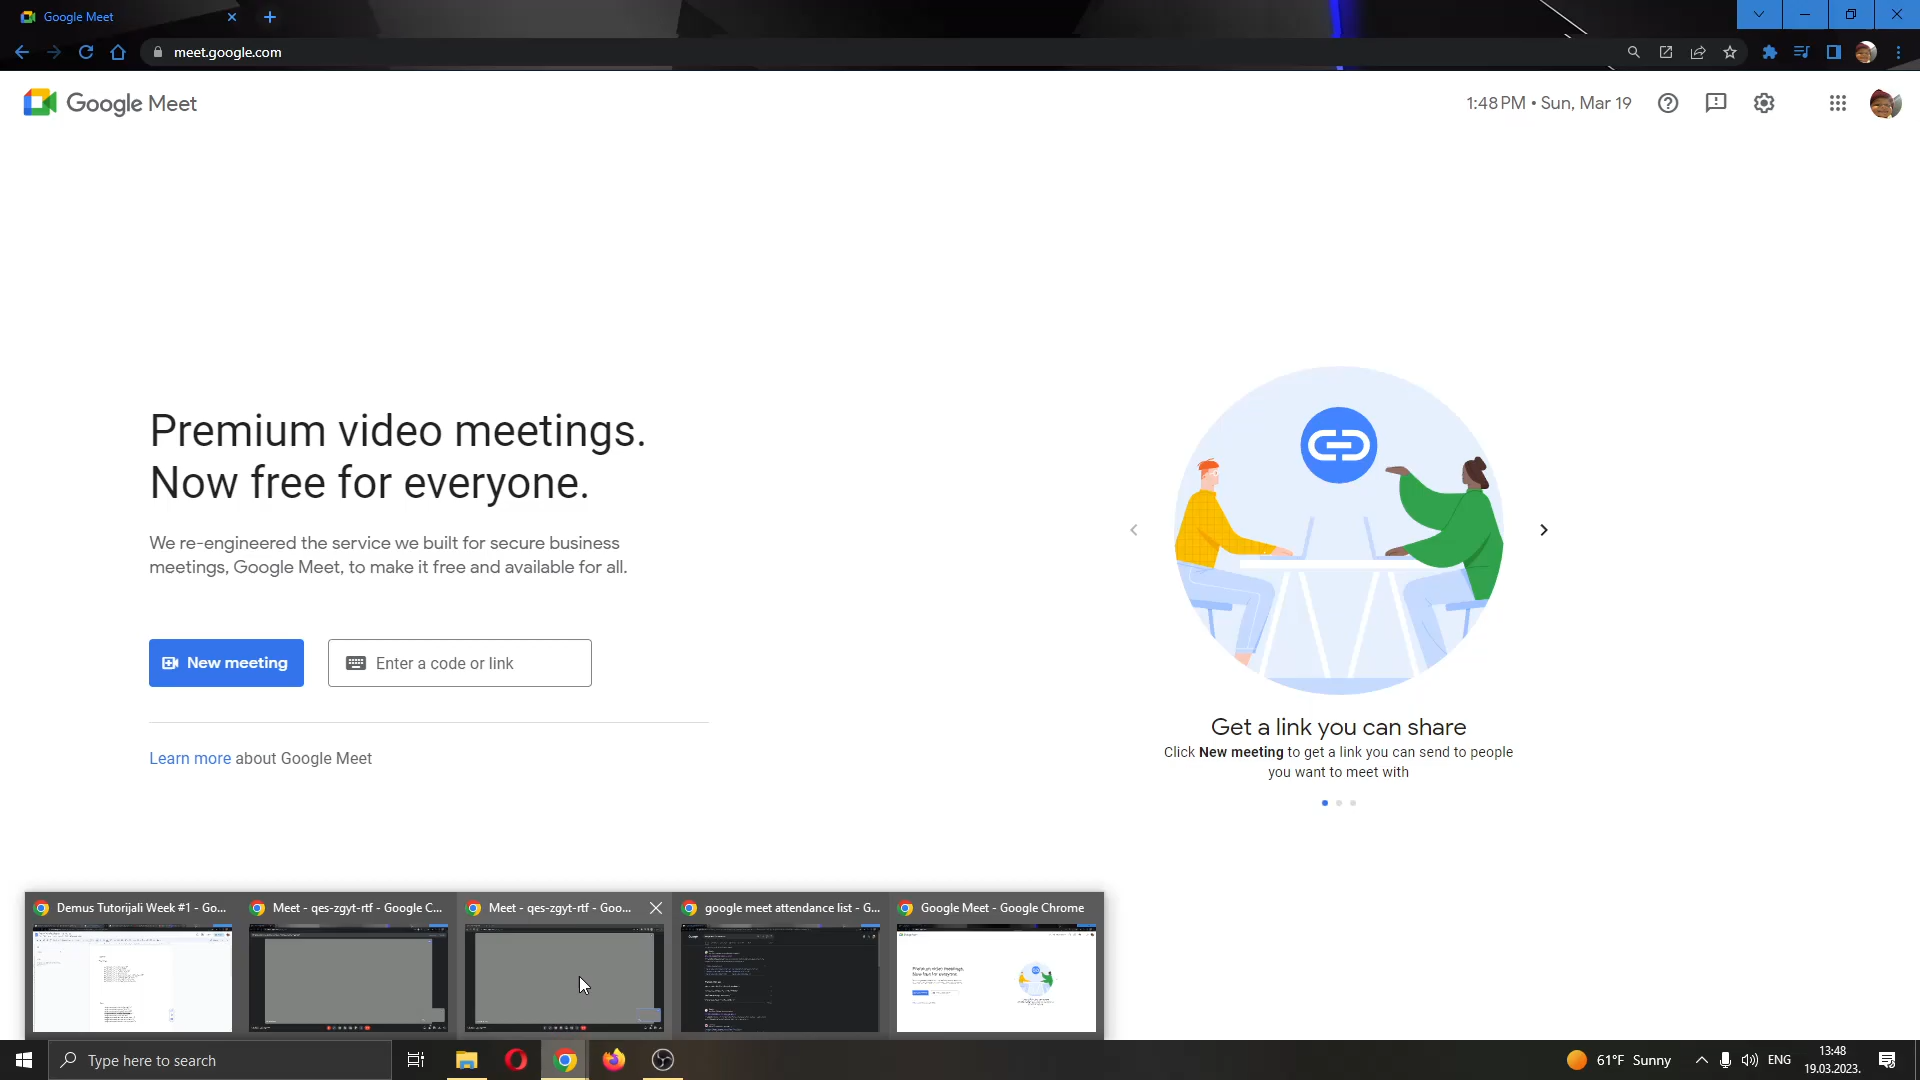 Google Meet
meet.google.com
Google Meet
1:48 PM • Sun, Mar 19
Premium video meetings.
Now free for everyone.
We re-engineered the service we built for secure business
meetings, Google Meet, to make it free and available for all.
New meeting
Enter a code or link
Learn more about Google Meet
Get a link you can share
Click New meeting to get a link you can send to people
you want to meet with
Demus Tutorijali Week #1 - Go...
Meet - qes-zgyt-rtf - Google C...
Meet - qes-zgyt-rtf - Goo...
google meet attendance list - G...
Google Meet - Google Chrome
Type here to search
61°F Sunny
ENG
13:48
19.03.2023.